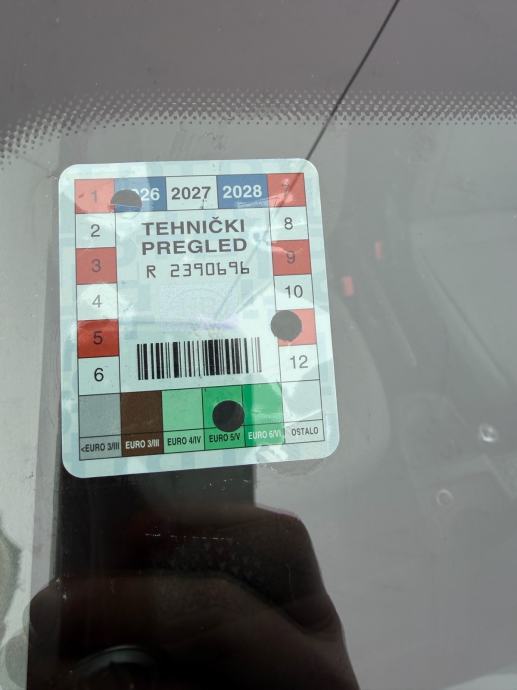 1 26 2027 2028
2 TEHNIČKI 8
PREGLED
3 R 2390696 9
4 10
5
6 12
<EURO 3/III EURO 3/III EURO 4/IV EURO 5/V EURO 6/VI OSTALO